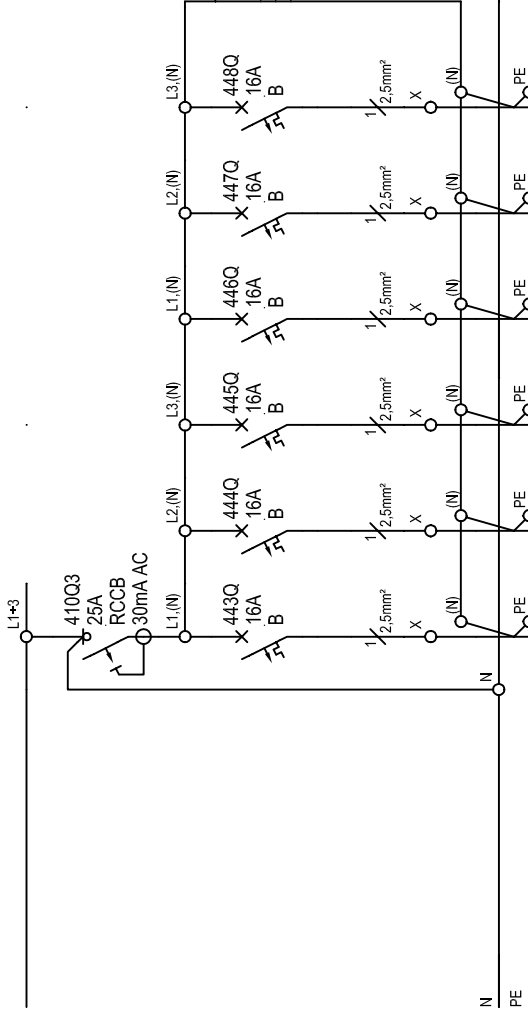 L1÷3
410Q3
25A
RCCB
30mA AC
L1,(N)
L2,(N)
L3,(N)
L1,(N)
L2,(N)
L3,(N)
443Q
16A
B
444Q
16A
B
445Q
16A
B
446Q
16A
B
447Q
16A
B
448Q
16A
B
1
2,5mm²
1
2,5mm²
1
2,5mm²
1
2,5mm²
1
2,5mm²
1
2,5mm²
X
X
X
X
X
X
(N)
(N)
(N)
(N)
(N)
(N)
N
N
PE
PE
PE
PE
PE
PE
PE